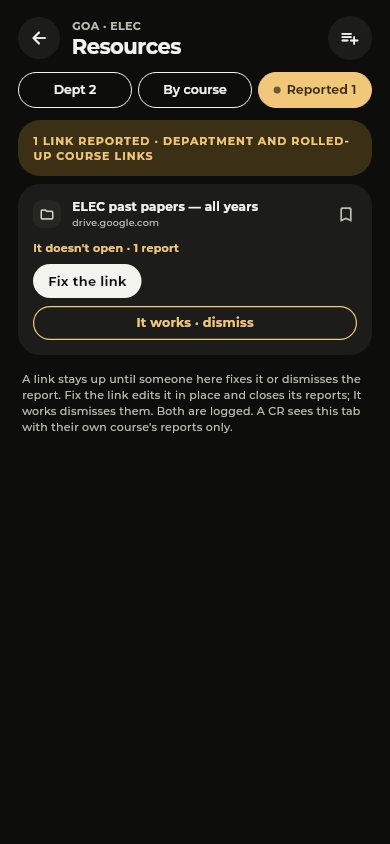 GOA · ELEC
Resources
Dept 2
By course
Reported 1
1 LINK REPORTED · DEPARTMENT AND ROLLED-
UP COURSE LINKS
ELEC past papers — all years
drive.google.com
It doesn't open · 1 report
Fix the link
It works · dismiss
A link stays up until someone here fixes it or dismisses the
report. Fix the link edits it in place and closes its reports; It
works dismisses them. Both are logged. A CR sees this tab
with their own course's reports only.